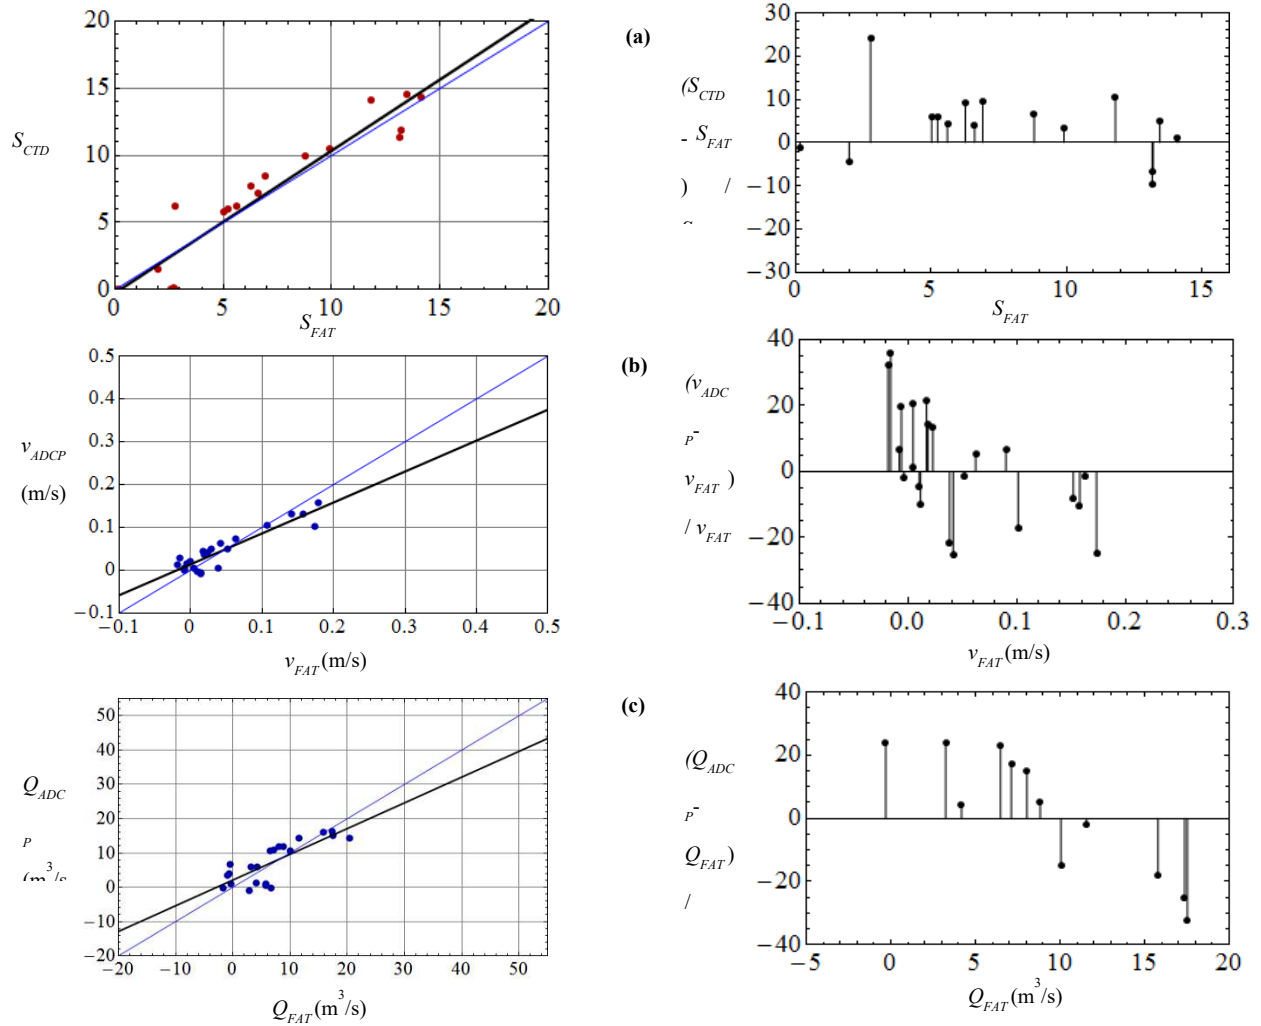 20
15
10
5
0
S_CTD
0 5 10 15 20
S_FAT
(a)
30
20
10
0
−10
−20
−30
(S_CTD
- S_FAT
) /
0 5 10 15
S_FAT
0.5
0.4
0.3
0.2
0.1
0
−0.1
v_ADCP
(m/s)
−0.1 0 0.1 0.2 0.3 0.4 0.5
v_FAT (m/s)
(b)
40
20
0
−20
−40
(v_ADC
P-
v_FAT )
/ v_FAT
−0.1 0.0 0.1 0.2 0.3
v_FAT (m/s)
50
40
30
20
10
0
−10
−20
Q_ADC
P
(m³/s
−20 −10 0 10 20 30 40 50
Q_FAT (m³/s)
(c)
40
20
0
−20
−40
(Q_ADC
P-
Q_FAT)
/
−5 0 5 10 15 20
Q_FAT (m³/s)